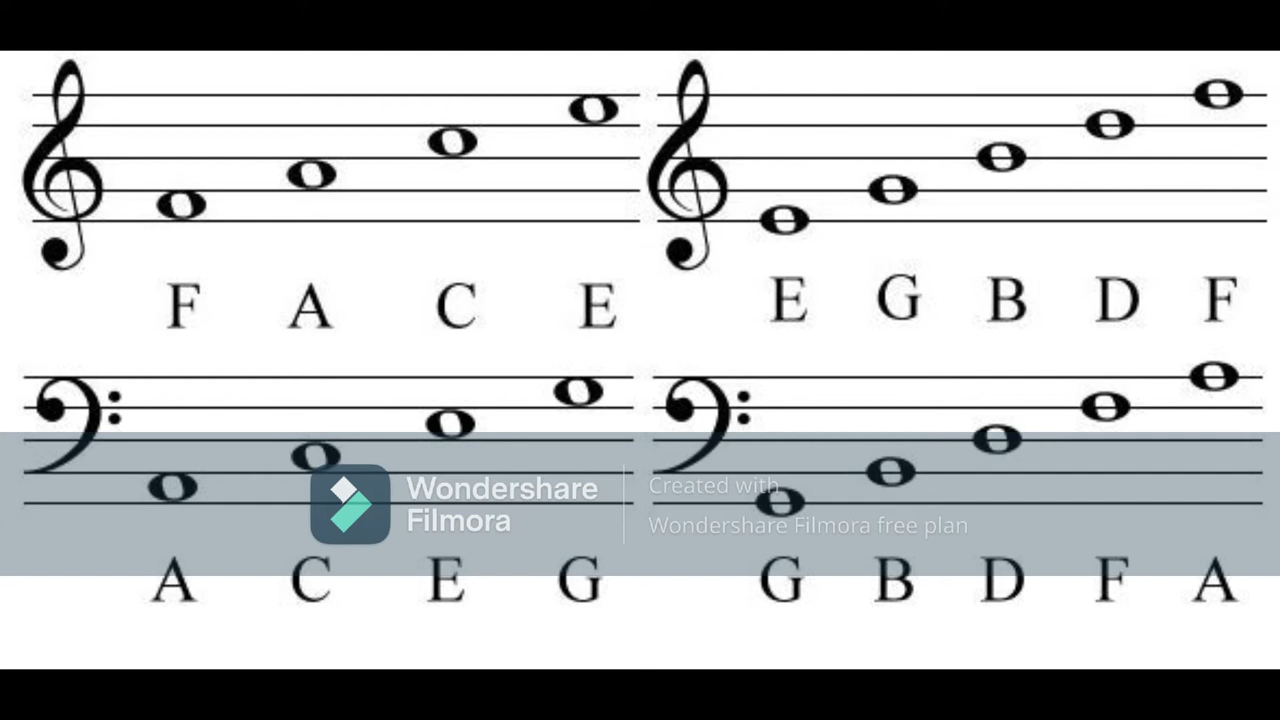 F A C E
E G B D F
Wondershare
Filmora
Created with
Wondershare Filmora free plan
A C E G
G B D F A